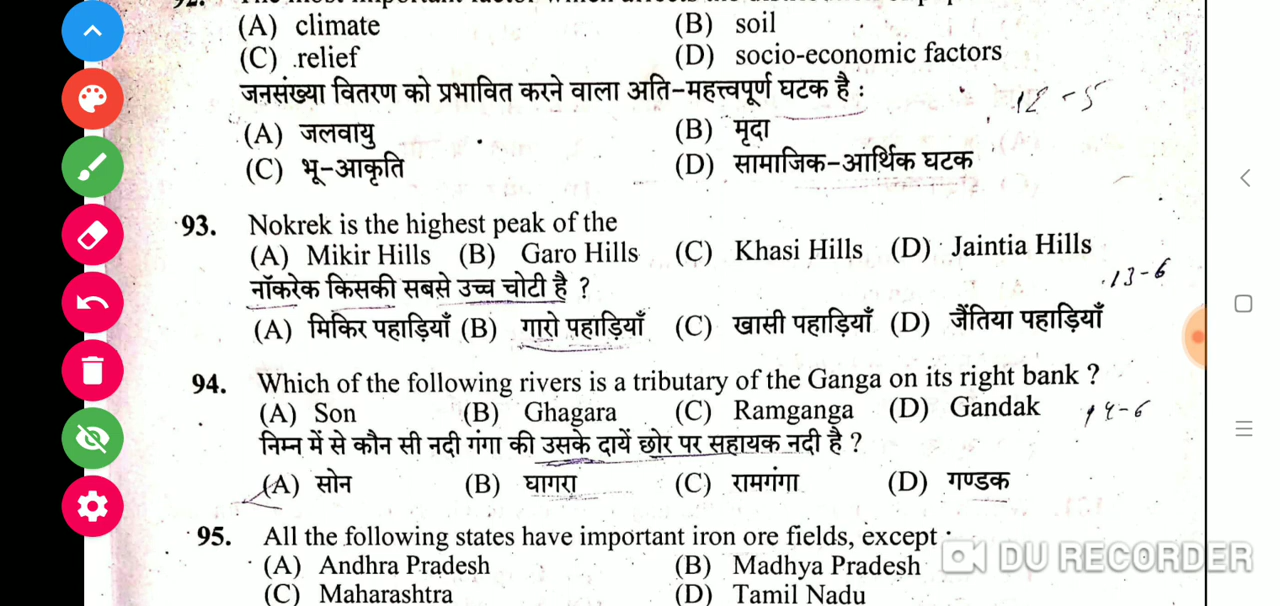 (A) climate (B) soil
(C) relief (D) socio-economic factors
जनसंख्या वितरण को प्रभावित करने वाला अति-महत्त्वपूर्ण घटक है :
12-5
(A) जलवायु (B) मृदा
(C) भू-आकृति (D) सामाजिक-आर्थिक घटक
93. Nokrek is the highest peak of the
(A) Mikir Hills (B) Garo Hills (C) Khasi Hills (D) Jaintia Hills
नॉकरेक किसकी सबसे उच्च चोटी है ?
13-6
(A) मिकिर पहाड़ियाँ (B) गारो पहाड़ियाँ (C) खासी पहाड़ियाँ (D) जैंतिया पहाड़ियाँ
94. Which of the following rivers is a tributary of the Ganga on its right bank ?
(A) Son (B) Ghagara (C) Ramganga (D) Gandak
14-6
निम्न में से कौन सी नदी गंगा की उसके दायें छोर पर सहायक नदी है ?
(A) सोन (B) घागरा (C) रामगंगा (D) गण्डक
95. All the following states have important iron ore fields, except :
(A) Andhra Pradesh (B) Madhya Pradesh
DU RECORDER
(C) Maharashtra (D) Tamil Nadu